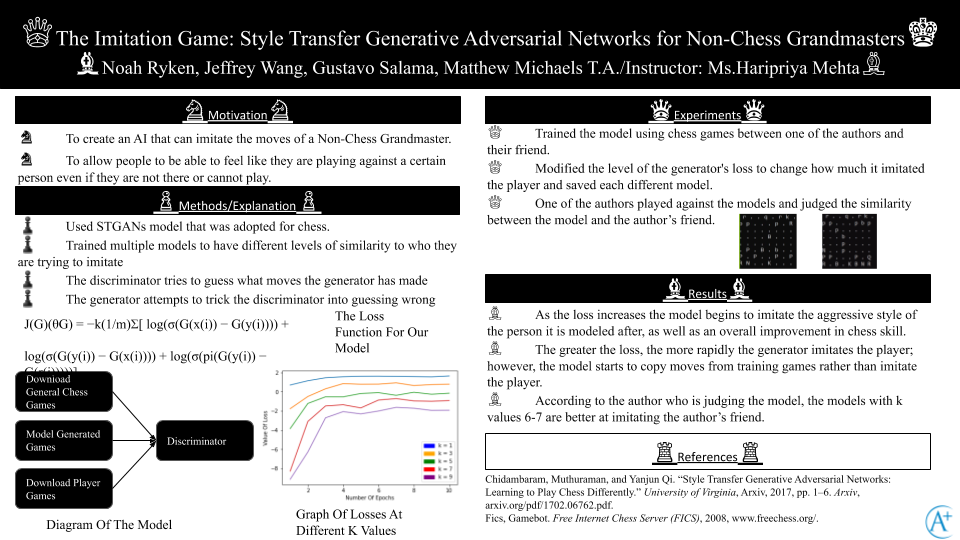 The Imitation Game: Style Transfer Generative Adversarial Networks for Non-Chess Grandmasters
Noah Ryken, Jeffrey Wang, Gustavo Salama, Matthew Michaels T.A./Instructor: Ms.Haripriya Mehta
Motivation
To create an AI that can imitate the moves of a Non-Chess Grandmaster.
To allow people to be able to feel like they are playing against a certain
person even if they are not there or cannot play.
Methods/Explanation
Used STGANs model that was adopted for chess.
Trained multiple models to have different levels of similarity to who they
are trying to imitate
The discriminator tries to guess what moves the generator has made
The generator attempts to trick the discriminator into guessing wrong
J(G)(θG) = −k(1/m)Σ[ log(σ(G(x(i)) − G(y(i)))) +
log(σ(G(y(i)) − G(x(i)))) + log(σ(pi(G(y(i)) −
The Loss
Function For Our
Model
Download
General Chess
Games
Model Generated
Games
Download Player
Games
Discriminator
Diagram Of The Model
Value Of Loss
2
0
−2
−4
−6
−8
2
4
6
8
10
Number Of Epochs
k = 1
k = 3
k = 5
k = 7
k = 9
Graph Of Losses At
Different K Values
Experiments
Trained the model using chess games between one of the authors and
their friend.
Modified the level of the generator's loss to change how much it imitated
the player and saved each different model.
One of the authors played against the models and judged the similarity
between the model and the author’s friend.
Results
As the loss increases the model begins to imitate the aggressive style of
the person it is modeled after, as well as an overall improvement in chess skill.
The greater the loss, the more rapidly the generator imitates the player;
however, the model starts to copy moves from training games rather than imitate
the player.
According to the author who is judging the model, the models with k
values 6-7 are better at imitating the author’s friend.
References
Chidambaram, Muthuraman, and Yanjun Qi. “Style Transfer Generative Adversarial Networks:
Learning to Play Chess Differently.” University of Virginia, Arxiv, 2017, pp. 1–6. Arxiv,
arxiv.org/pdf/1702.06762.pdf.
Fics, Gamebot. Free Internet Chess Server (FICS), 2008, www.freechess.org/.
A+